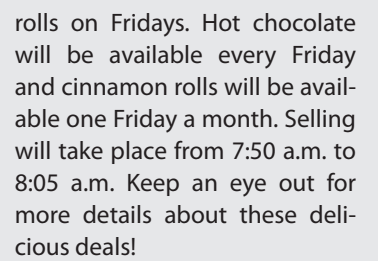 rolls on Fridays. Hot chocolate
will be available every Friday
and cinnamon rolls will be avail-
able one Friday a month. Selling
will take place from 7:50 a.m. to
8:05 a.m. Keep an eye out for
more details about these deli-
cious deals!